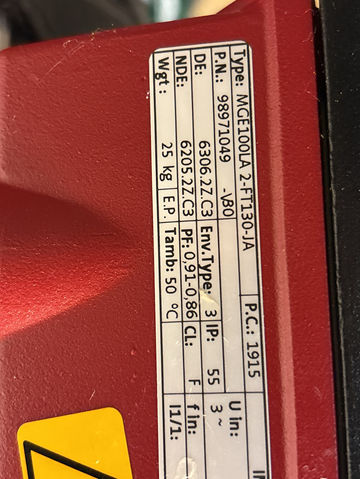 Type: MGE100LA 2-FT130-JA P.C.: 1915
P.N.: 98971049 -V80 U in: 3 ~
DE: 6306.2Z.C3 Env.Type: 3 IP: 55
NDE: 6205.2Z.C3 PF: 0,91-0,86 CL: F f in:
Wgt : 25 kg E.P. Tamb: 50 °C I1/1: